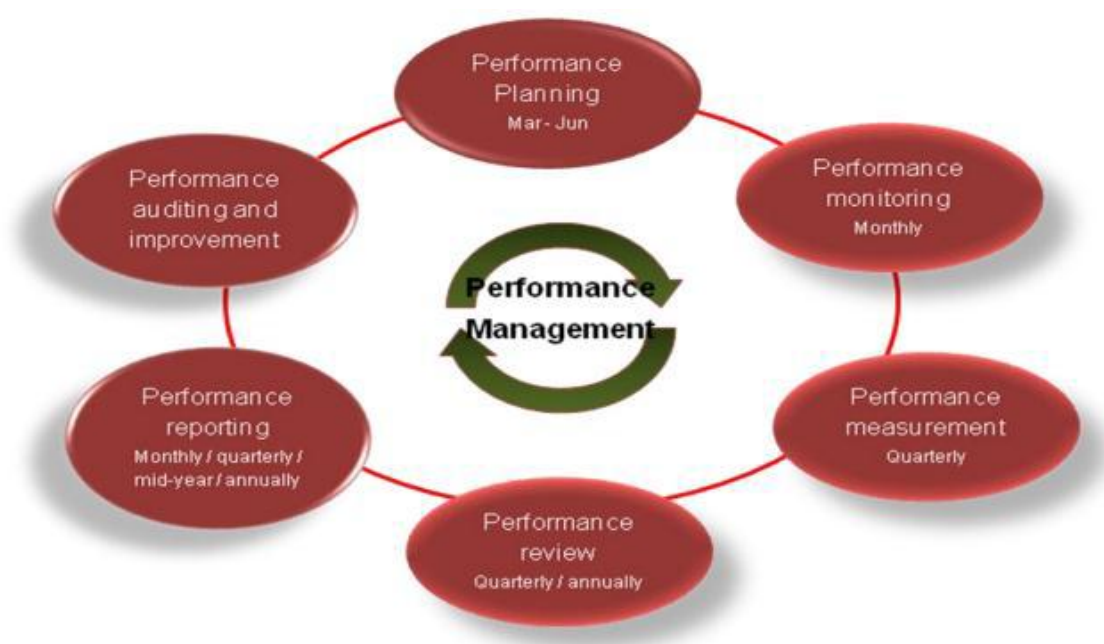 Performance
Planning
Mar- Jun
Performance
monitoring
Monthly
Performance
measurement
Quarterly
Performance
review
Quarterly / annually
Performance
reporting
Monthly / quarterly /
mid-year / annually
Performance
auditing and
improvement
Performance
Management